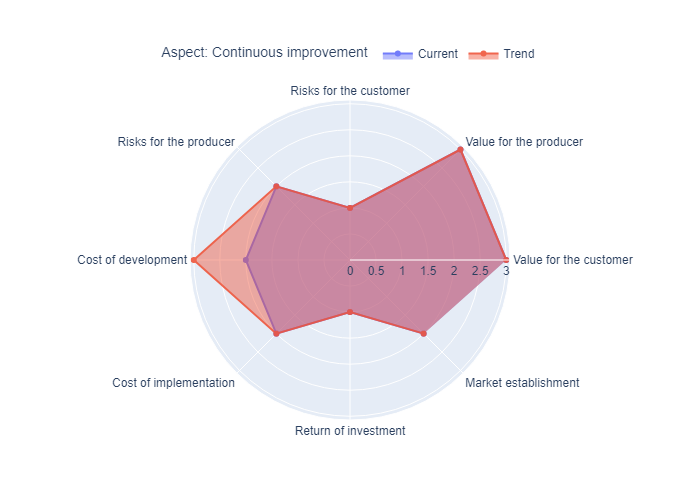 Aspect: Continuous improvement
Current
Trend
Risks for the customer
Risks for the producer
Value for the producer
Cost of development
Value for the customer
0 0.5 1 1.5 2 2.5 3
Cost of implementation
Market establishment
Return of investment